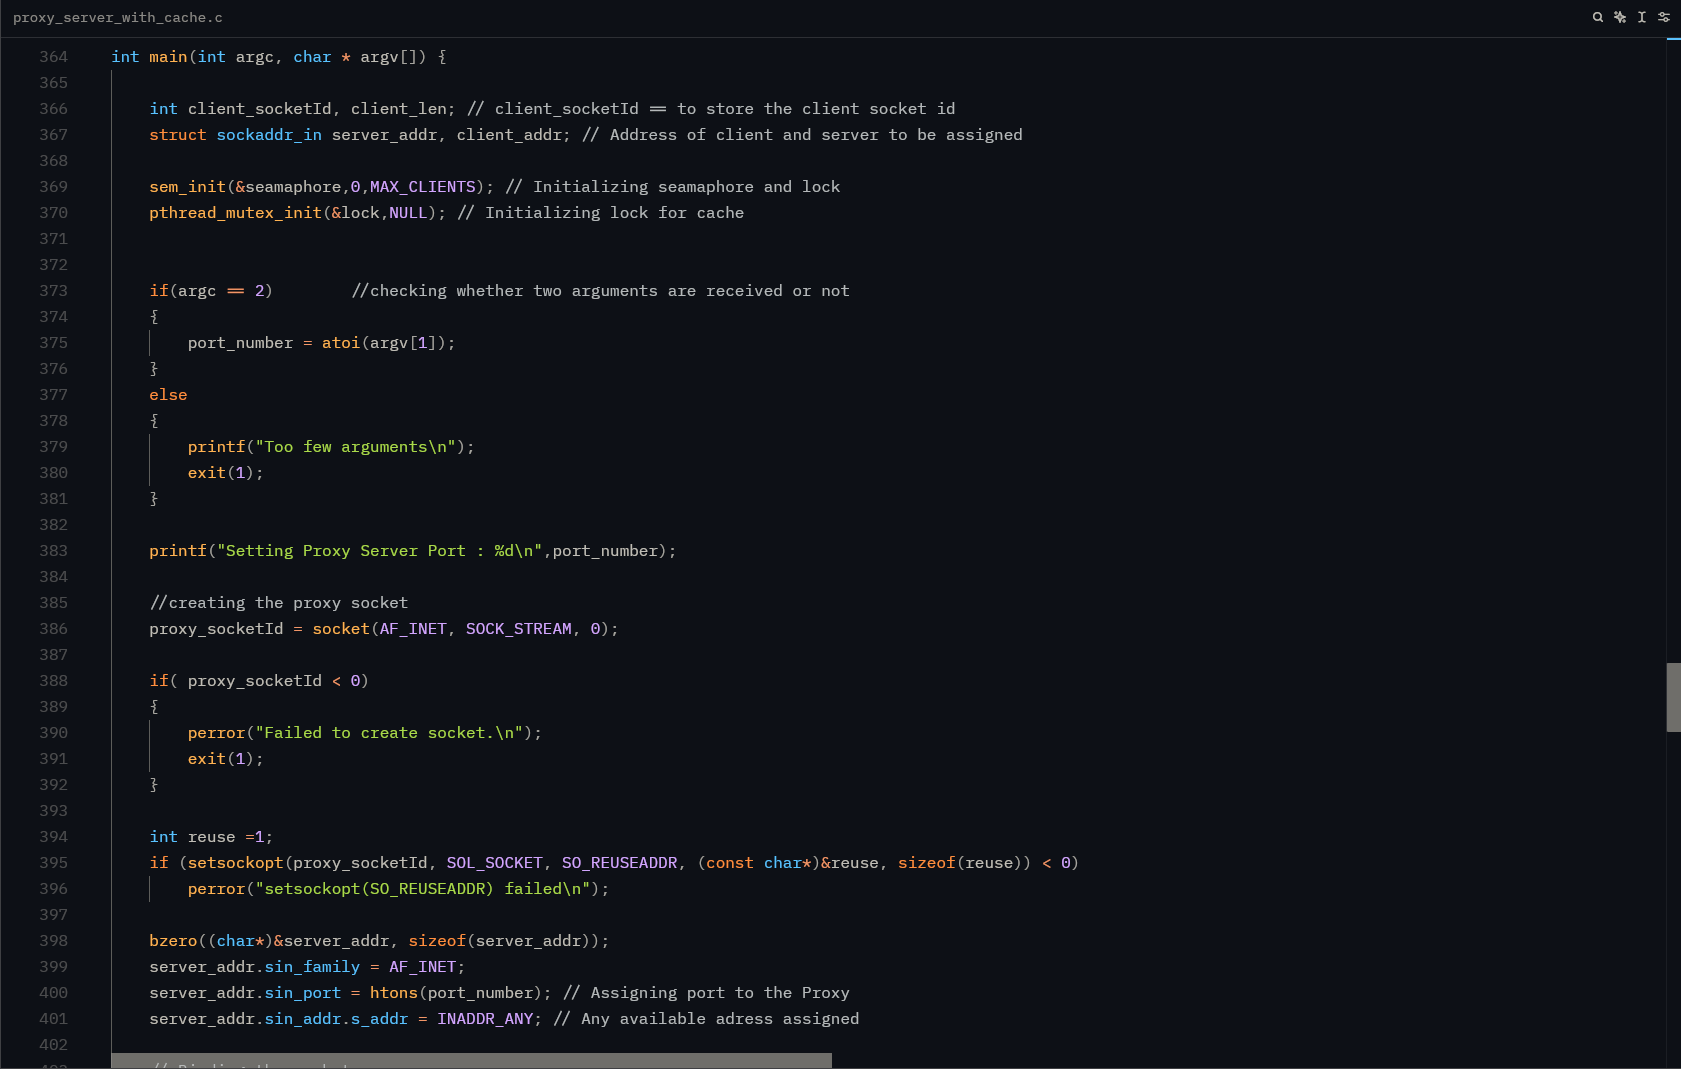 proxy_server_with_cache.c
364 int main(int argc, char * argv[]) {
365
366 int client_socketId, client_len; // client_socketId == to store the client socket id
367 struct sockaddr_in server_addr, client_addr; // Address of client and server to be assigned
368
369 sem_init(&seamaphore,0,MAX_CLIENTS); // Initializing seamaphore and lock
370 pthread_mutex_init(&lock,NULL); // Initializing lock for cache
371
372
373 if(argc == 2) //checking whether two arguments are received or not
374 {
375 port_number = atoi(argv[1]);
376 }
377 else
378 {
379 printf("Too few arguments\n");
380 exit(1);
381 }
382
383 printf("Setting Proxy Server Port : %d\n",port_number);
384
385 //creating the proxy socket
386 proxy_socketId = socket(AF_INET, SOCK_STREAM, 0);
387
388 if( proxy_socketId < 0)
389 {
390 perror("Failed to create socket.\n");
391 exit(1);
392 }
393
394 int reuse =1;
395 if (setsockopt(proxy_socketId, SOL_SOCKET, SO_REUSEADDR, (const char*)&reuse, sizeof(reuse)) < 0)
396 perror("setsockopt(SO_REUSEADDR) failed\n");
397
398 bzero((char*)&server_addr, sizeof(server_addr));
399 server_addr.sin_family = AF_INET;
400 server_addr.sin_port = htons(port_number); // Assigning port to the Proxy
401 server_addr.sin_addr.s_addr = INADDR_ANY; // Any available adress assigned
402